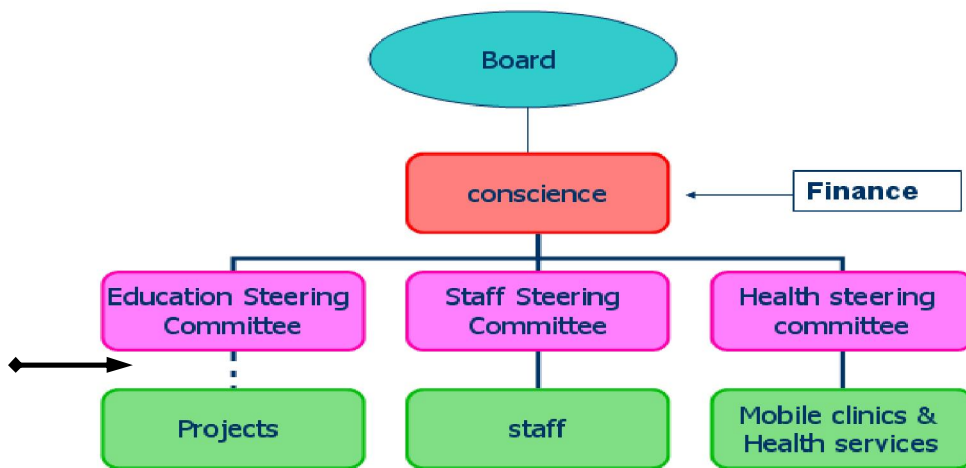 Board
conscience
Finance
Education Steering
Committee
Staff Steering
Committee
Health steering
committee
Projects
staff
Mobile clinics &
Health services